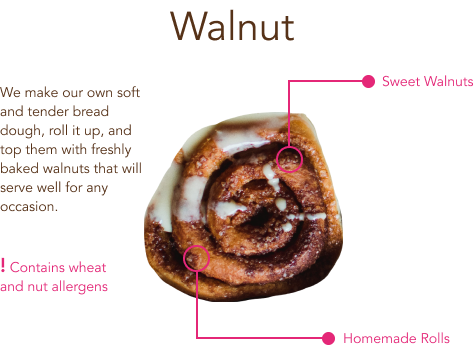 Walnut
Sweet Walnuts
We make our own soft
and tender bread
dough, roll it up, and
top them with freshly
baked walnuts that will
serve well for any
occasion.
! Contains wheat
and nut allergens
Homemade Rolls